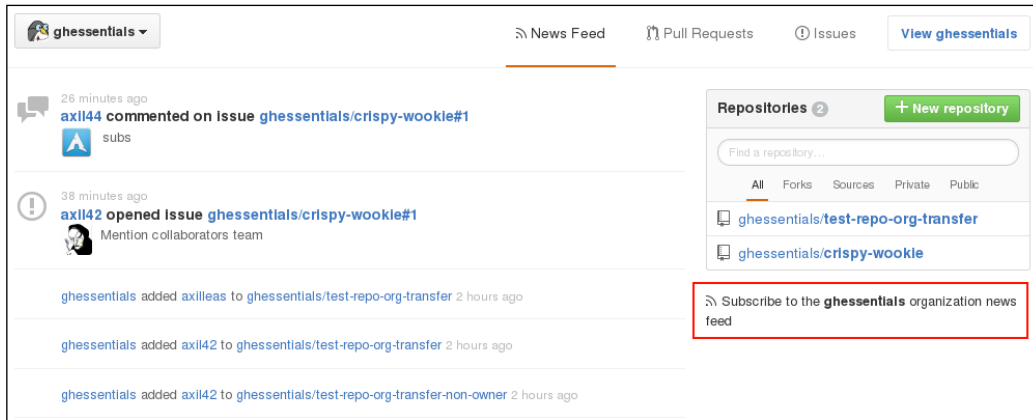 ghessentials
News Feed
Pull Requests
Issues
View ghessentials
26 minutes ago
axil44 commented on issue ghessentials/crispy-wookie#1
subs
38 minutes ago
axil42 opened issue ghessentials/crispy-wookie#1
Mention collaborators team
ghessentials added axilleas to ghessentials/test-repo-org-transfer 2 hours ago
ghessentials added axil42 to ghessentials/test-repo-org-transfer 2 hours ago
ghessentials added axil42 to ghessentials/test-repo-org-transfer-non-owner 2 hours ago
Repositories 2
+ New repository
Find a repository...
All Forks Sources Private Public
ghessentials/test-repo-org-transfer
ghessentials/crispy-wookie
Subscribe to the ghessentials organization news
feed